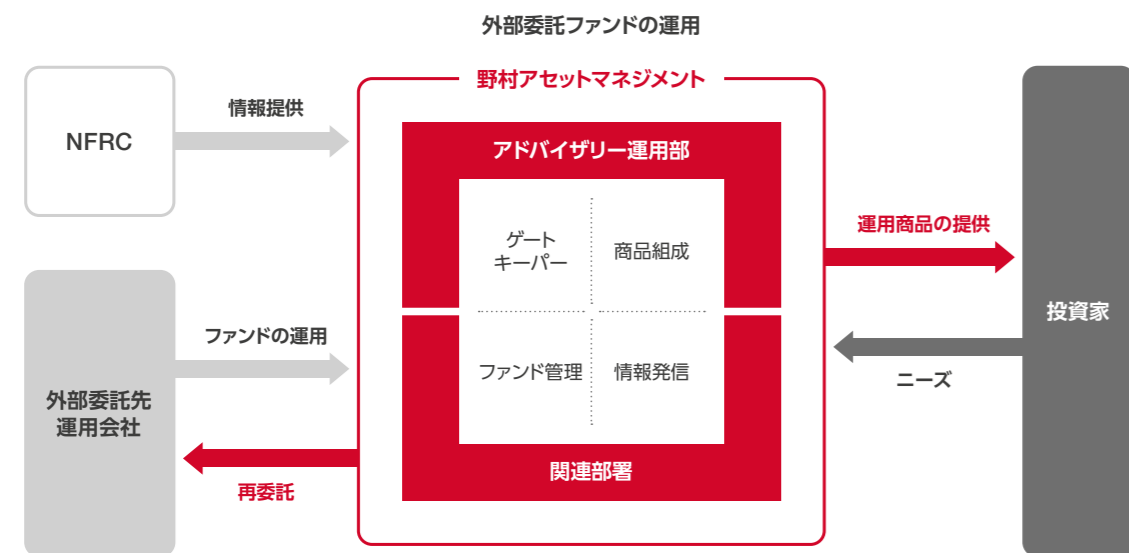 外部委託ファンドの運用
野村アセットマネジメント
NFRC
情報提供
アドバイザリー運用部
ゲート
キーパー
商品組成
運用商品の提供
投資家
ファンドの運用
ファンド管理
情報発信
ニーズ
外部委託先
運用会社
再委託
関連部署